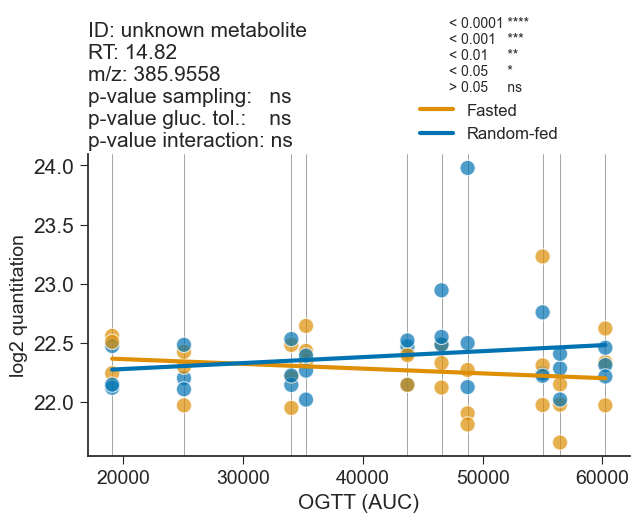 ID: unknown metabolite
RT: 14.82
m/z: 385.9558
p-value sampling: ns
p-value gluc. tol.: ns
p-value interaction: ns
< 0.0001 ****
< 0.001 ***
< 0.01 **
< 0.05 *
> 0.05 ns
Fasted
Random-fed
24.0
23.5
23.0
22.5
22.0
log2 quantitation
20000 30000 40000 50000 60000
OGTT (AUC)